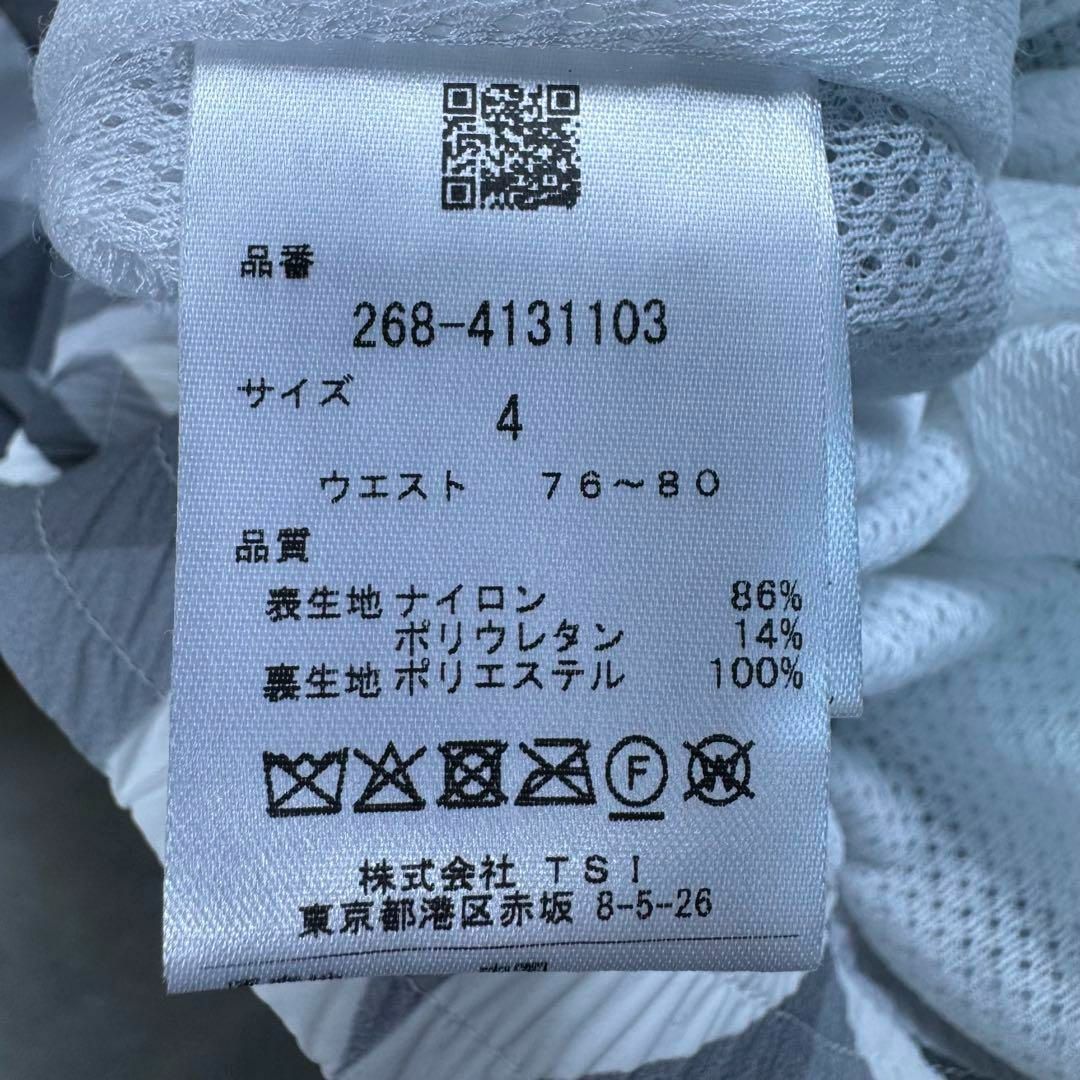 品番
268-4131103
サイズ
4
ウエスト 76～80
品質
表生地 ナイロン 86%
ポリウレタン 14%
裏生地 ポリエステル 100%
F
W
株式会社 TSI
東京都港区赤坂 8-5-26